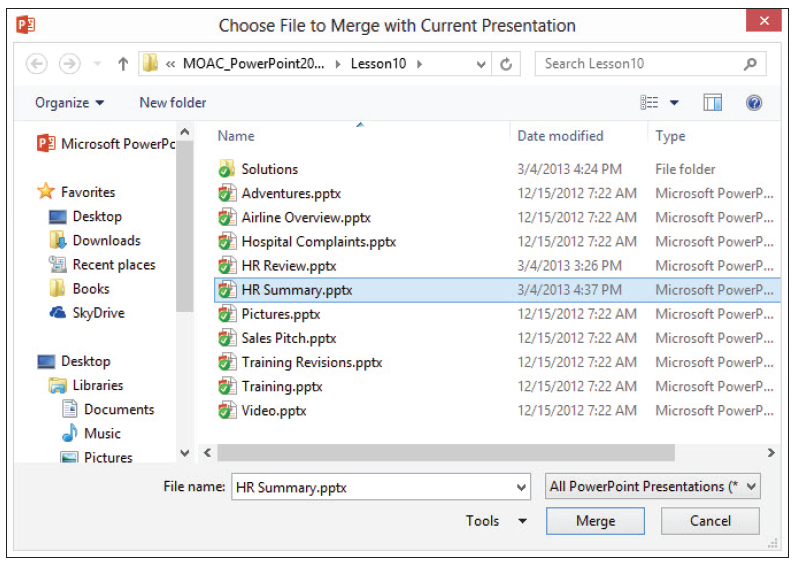 Choose File to Merge with Current Presentation
« MOAC_PowerPoint20... Lesson10
Search Lesson10
Organize New folder
Microsoft PowerPc
Favorites
Desktop
Downloads
Recent places
Books
SkyDrive
Desktop
Libraries
Documents
Music
Pictures
Name Date modified Type
Solutions 3/4/2013 4:24 PM File folder
Adventures.pptx 12/15/2012 7:22 AM Microsoft PowerP...
Airline Overview.pptx 12/15/2012 7:22 AM Microsoft PowerP...
Hospital Complaints.pptx 12/15/2012 7:22 AM Microsoft PowerP...
HR Review.pptx 3/4/2013 3:26 PM Microsoft PowerP...
HR Summary.pptx 3/4/2013 4:37 PM Microsoft PowerP...
Pictures.pptx 12/15/2012 7:22 AM Microsoft PowerP...
Sales Pitch.pptx 12/15/2012 7:22 AM Microsoft PowerP...
Training Revisions.pptx 12/15/2012 7:22 AM Microsoft PowerP...
Training.pptx 12/15/2012 7:22 AM Microsoft PowerP...
Video.pptx 12/15/2012 7:22 AM Microsoft PowerP...
File name: HR Summary.pptx All PowerPoint Presentations (*
Tools Merge Cancel